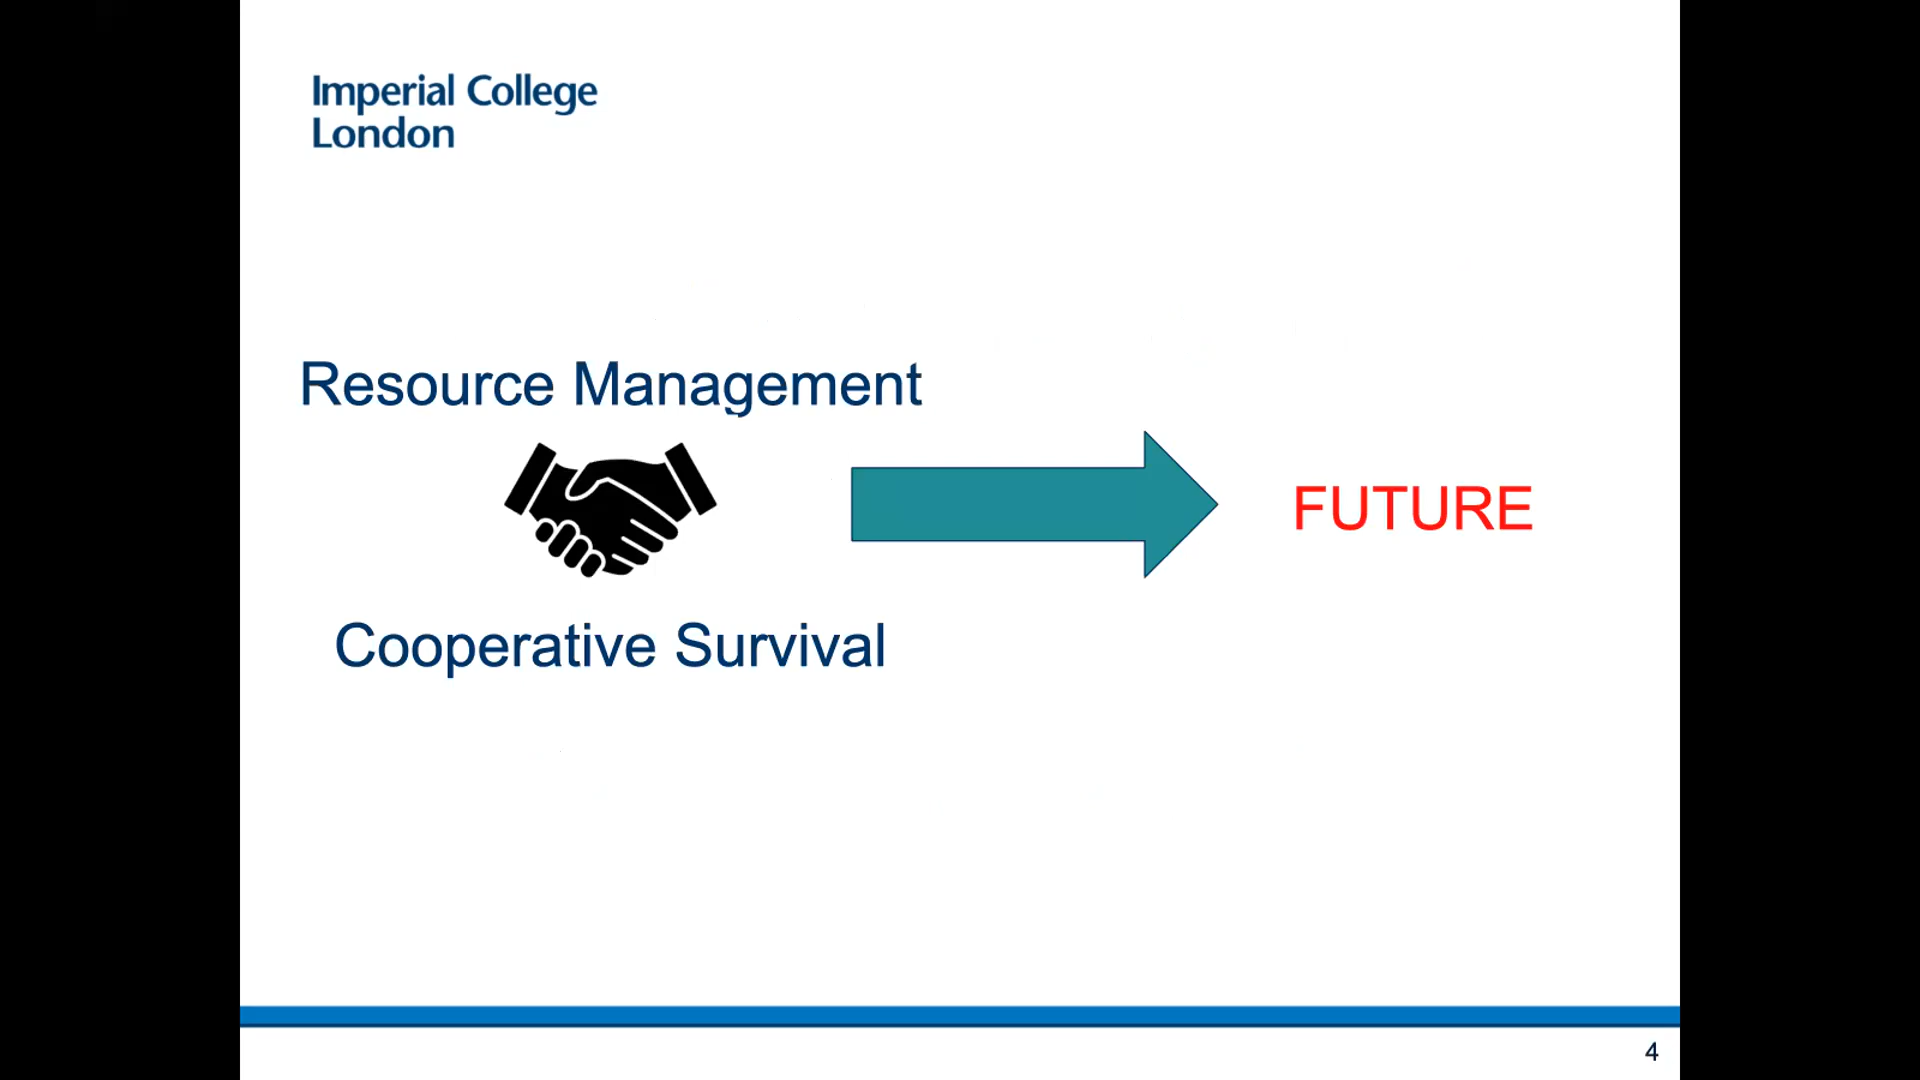 Imperial College
London
Resource Management
FUTURE
Cooperative Survival
4